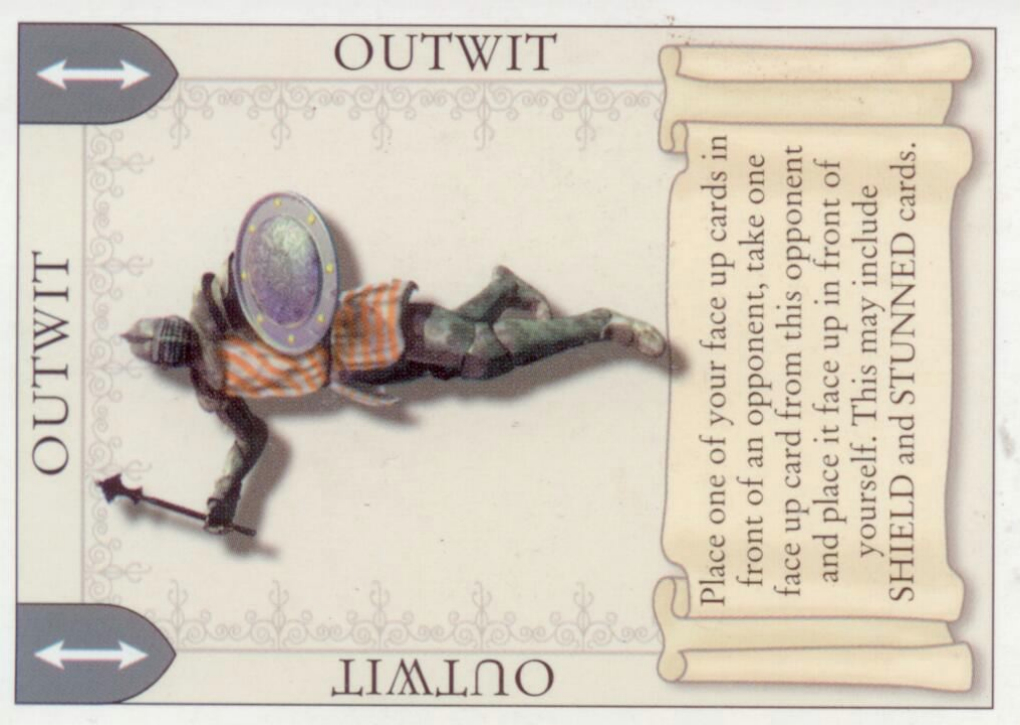 OUTWIT
OUTWIT
OUTWIT
Place one of your face up cards in
front of an opponent, take one
face up card from this opponent
and place it face up in front of
yourself. This may include
SHIELD and STUNNED cards.